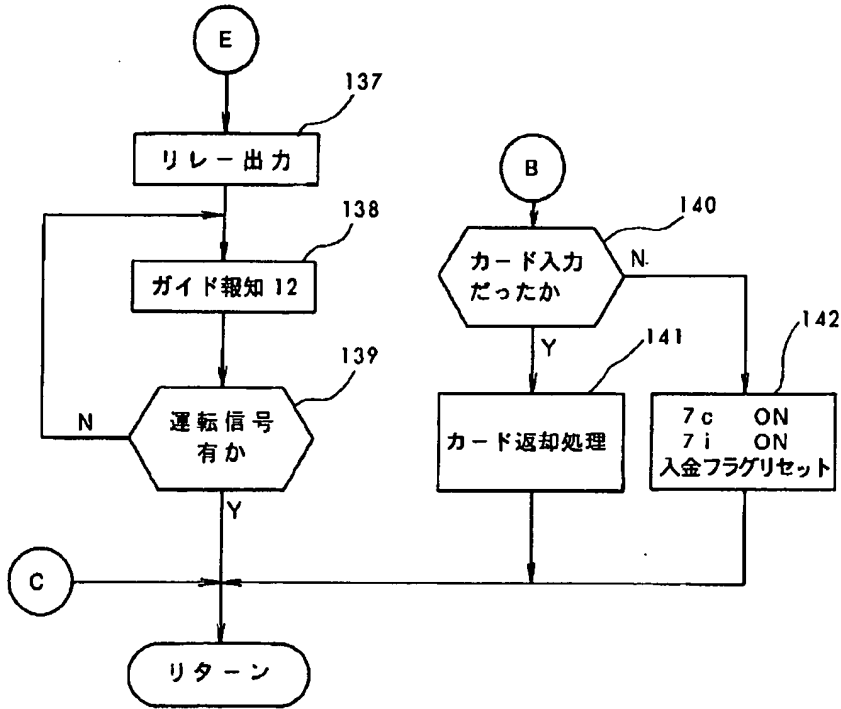 E
137
リレー出力
138
ガイド報知 12
139
運転信号
有か
N
Y
C
リターン
B
140
カード入力
だったか
N
Y
141
カード返却処理
142
7c ON
7i ON
入金フラグリセット